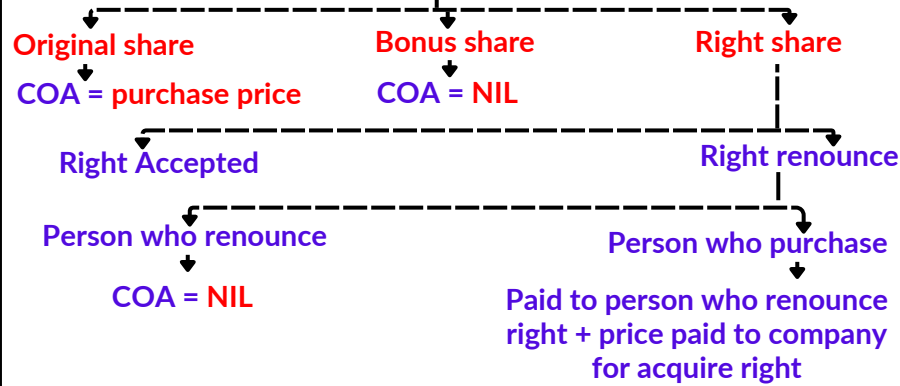 Original share
Bonus share
Right share
COA = purchase price
COA = NIL
Right Accepted
Right renounce
Person who renounce
Person who purchase
COA = NIL
Paid to person who renounce
right + price paid to company
for acquire right